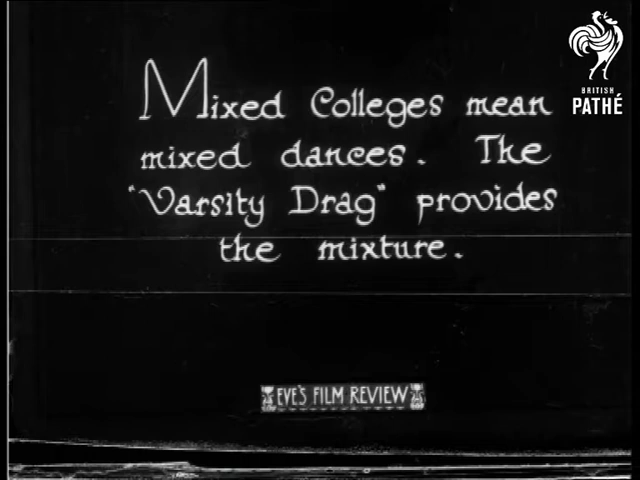 BRITISH
PATHÉ
Mixed Colleges mean
mixed dances. The
"Varsity Drag" provides
the mixture.
EVE'S FILM REVIEW